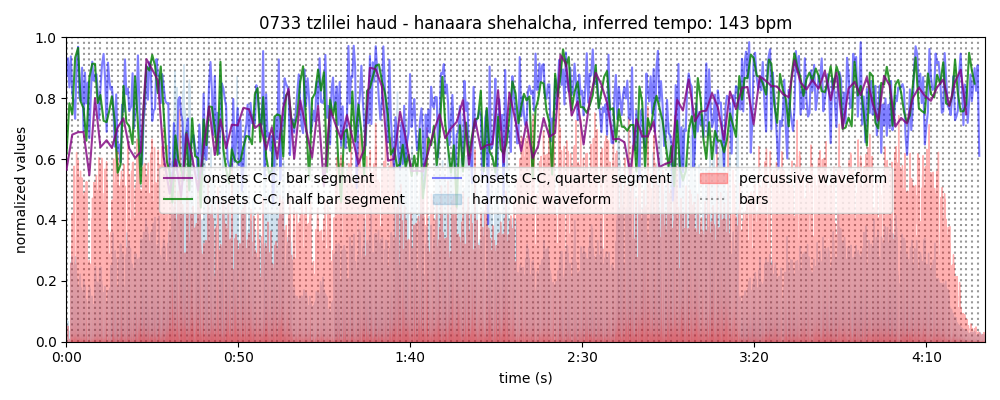 0733 tzlilei haud - hanaara shehalcha, inferred tempo: 143 bpm
1.0
0.8
0.6
0.4
0.2
0.0
normalized values
onsets C-C, bar segment
onsets C-C, half bar segment
onsets C-C, quarter segment
harmonic waveform
percussive waveform
bars
0:00 0:50 1:40 2:30 3:20 4:10
time (s)